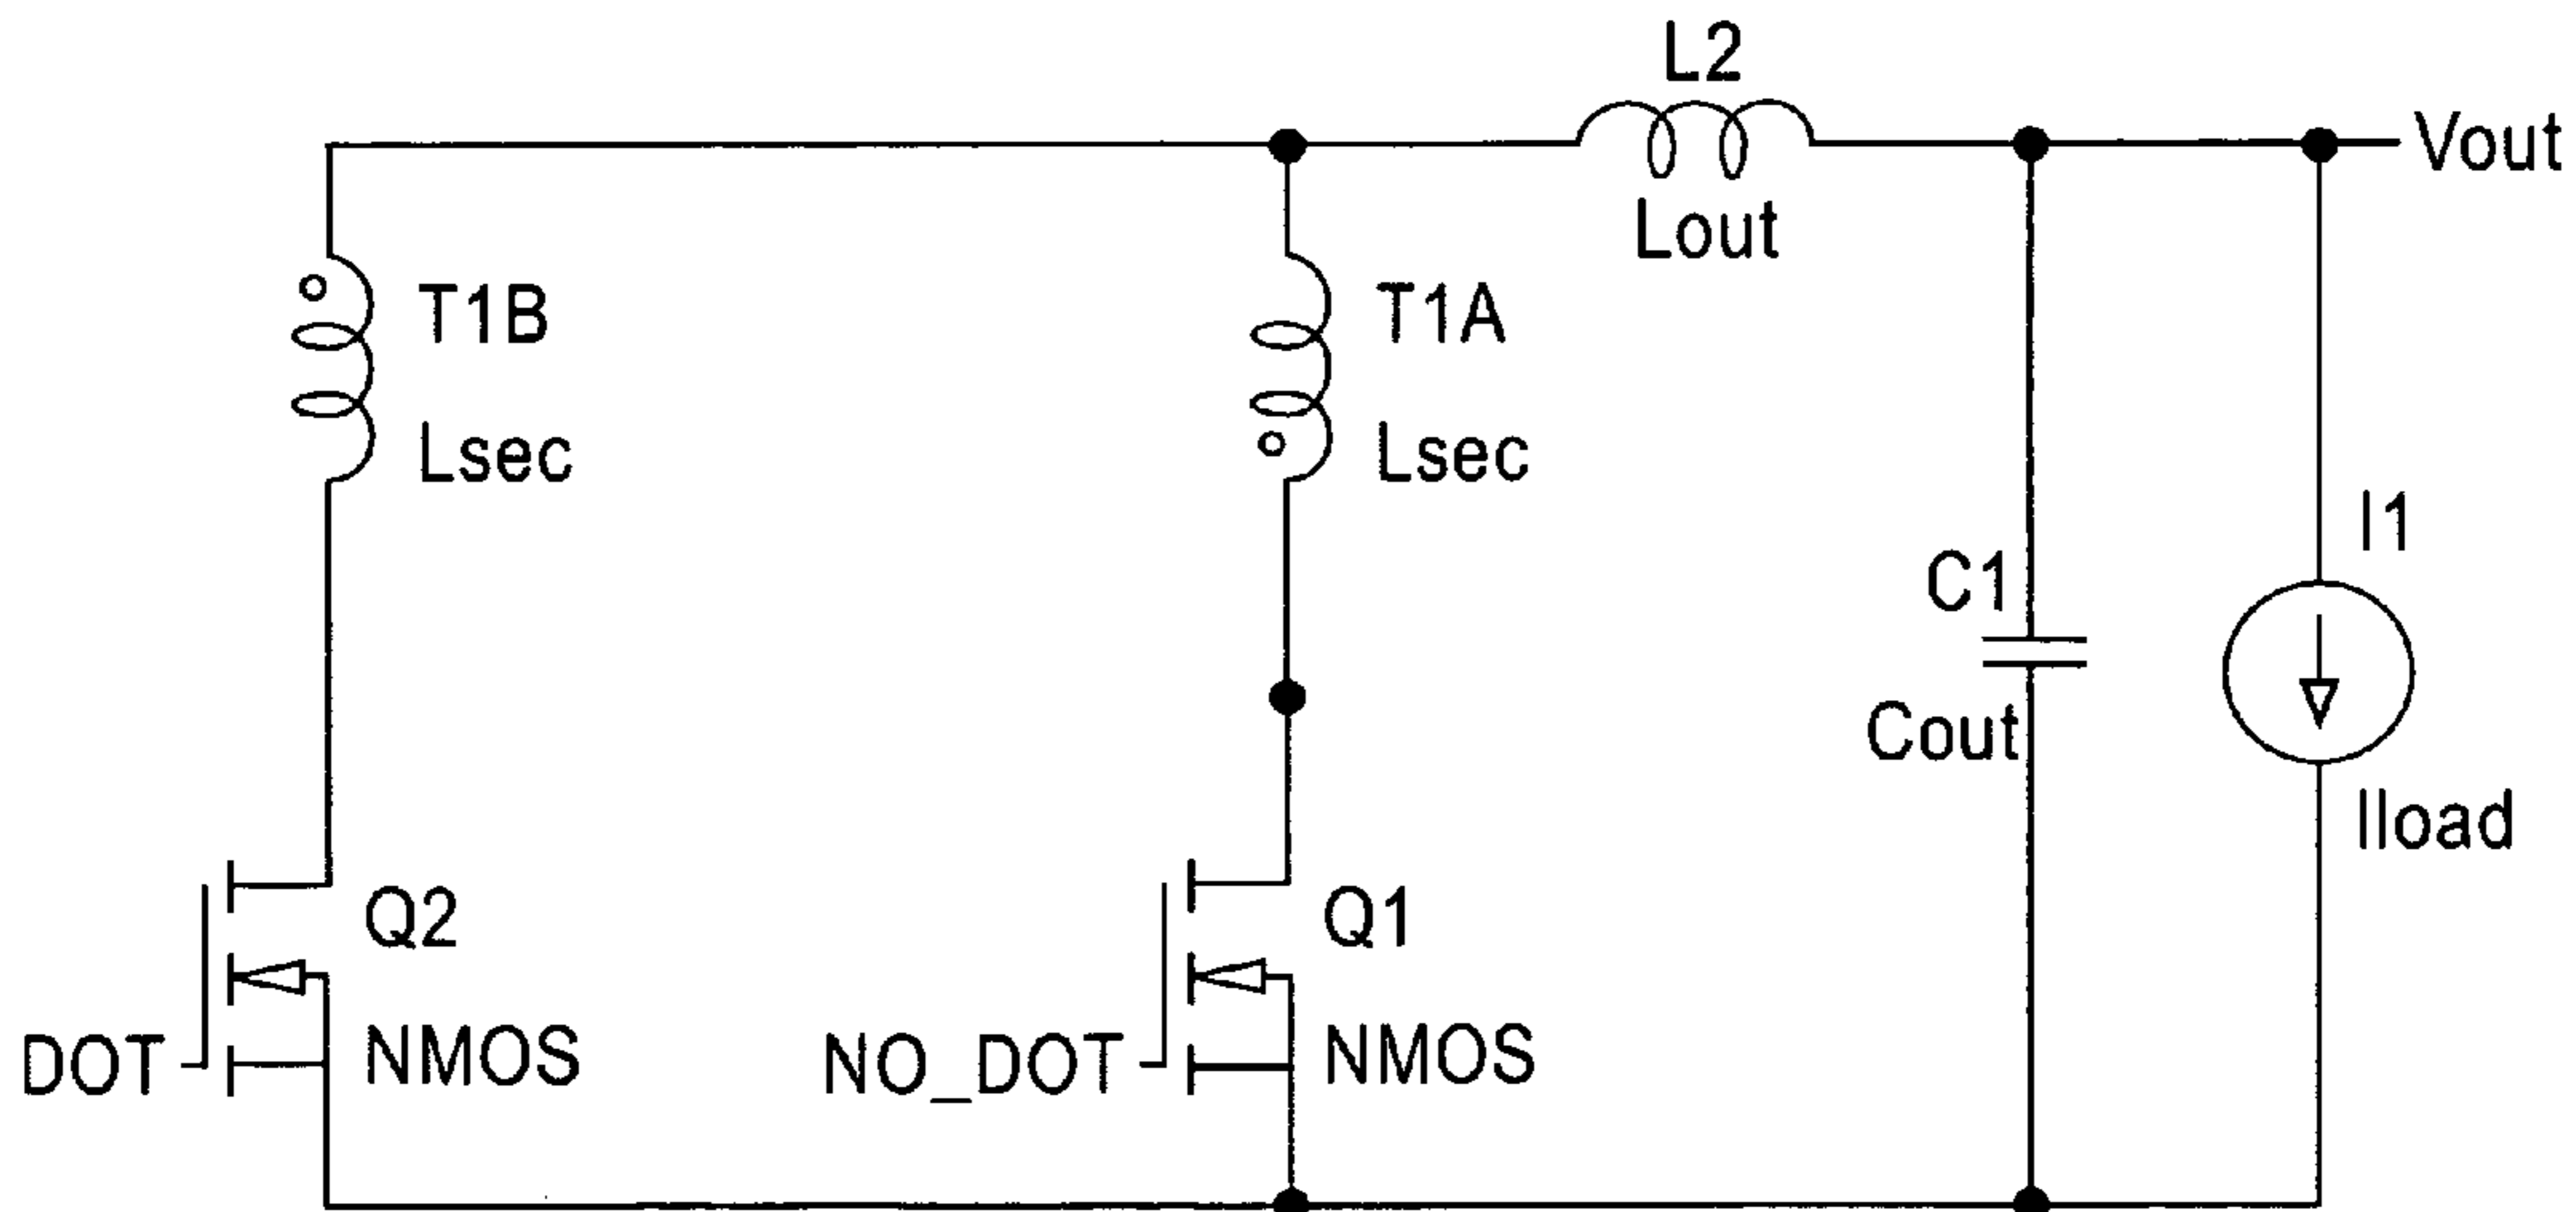 L2
Lout
Vout
T1B
Lsec
T1A
Lsec
C1
Cout
I1
Iload
Q2
NMOS
DOT
Q1
NMOS
NO_DOT